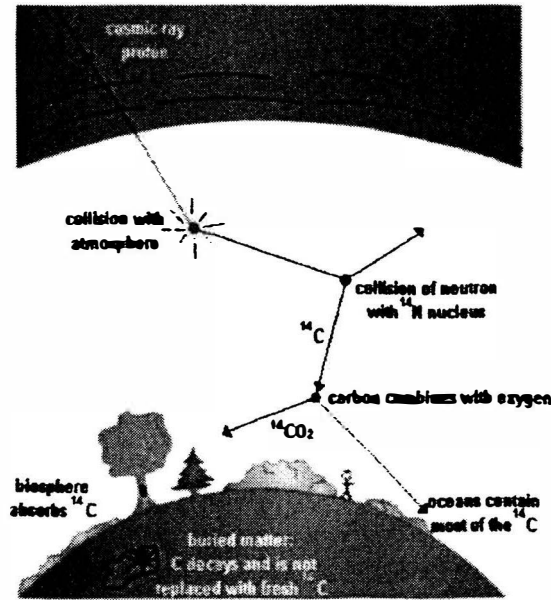 cosmic ray
proton
collision with
atmosphere
collision of neutron
with ¹⁴N nucleus
¹⁴C
carbon combines with oxygen
¹⁴CO₂
biosphere
absorbs ¹⁴C
oceans contain
most of the ¹⁴C
buried matter:
C decays and is not
replaced with fresh ¹⁴C